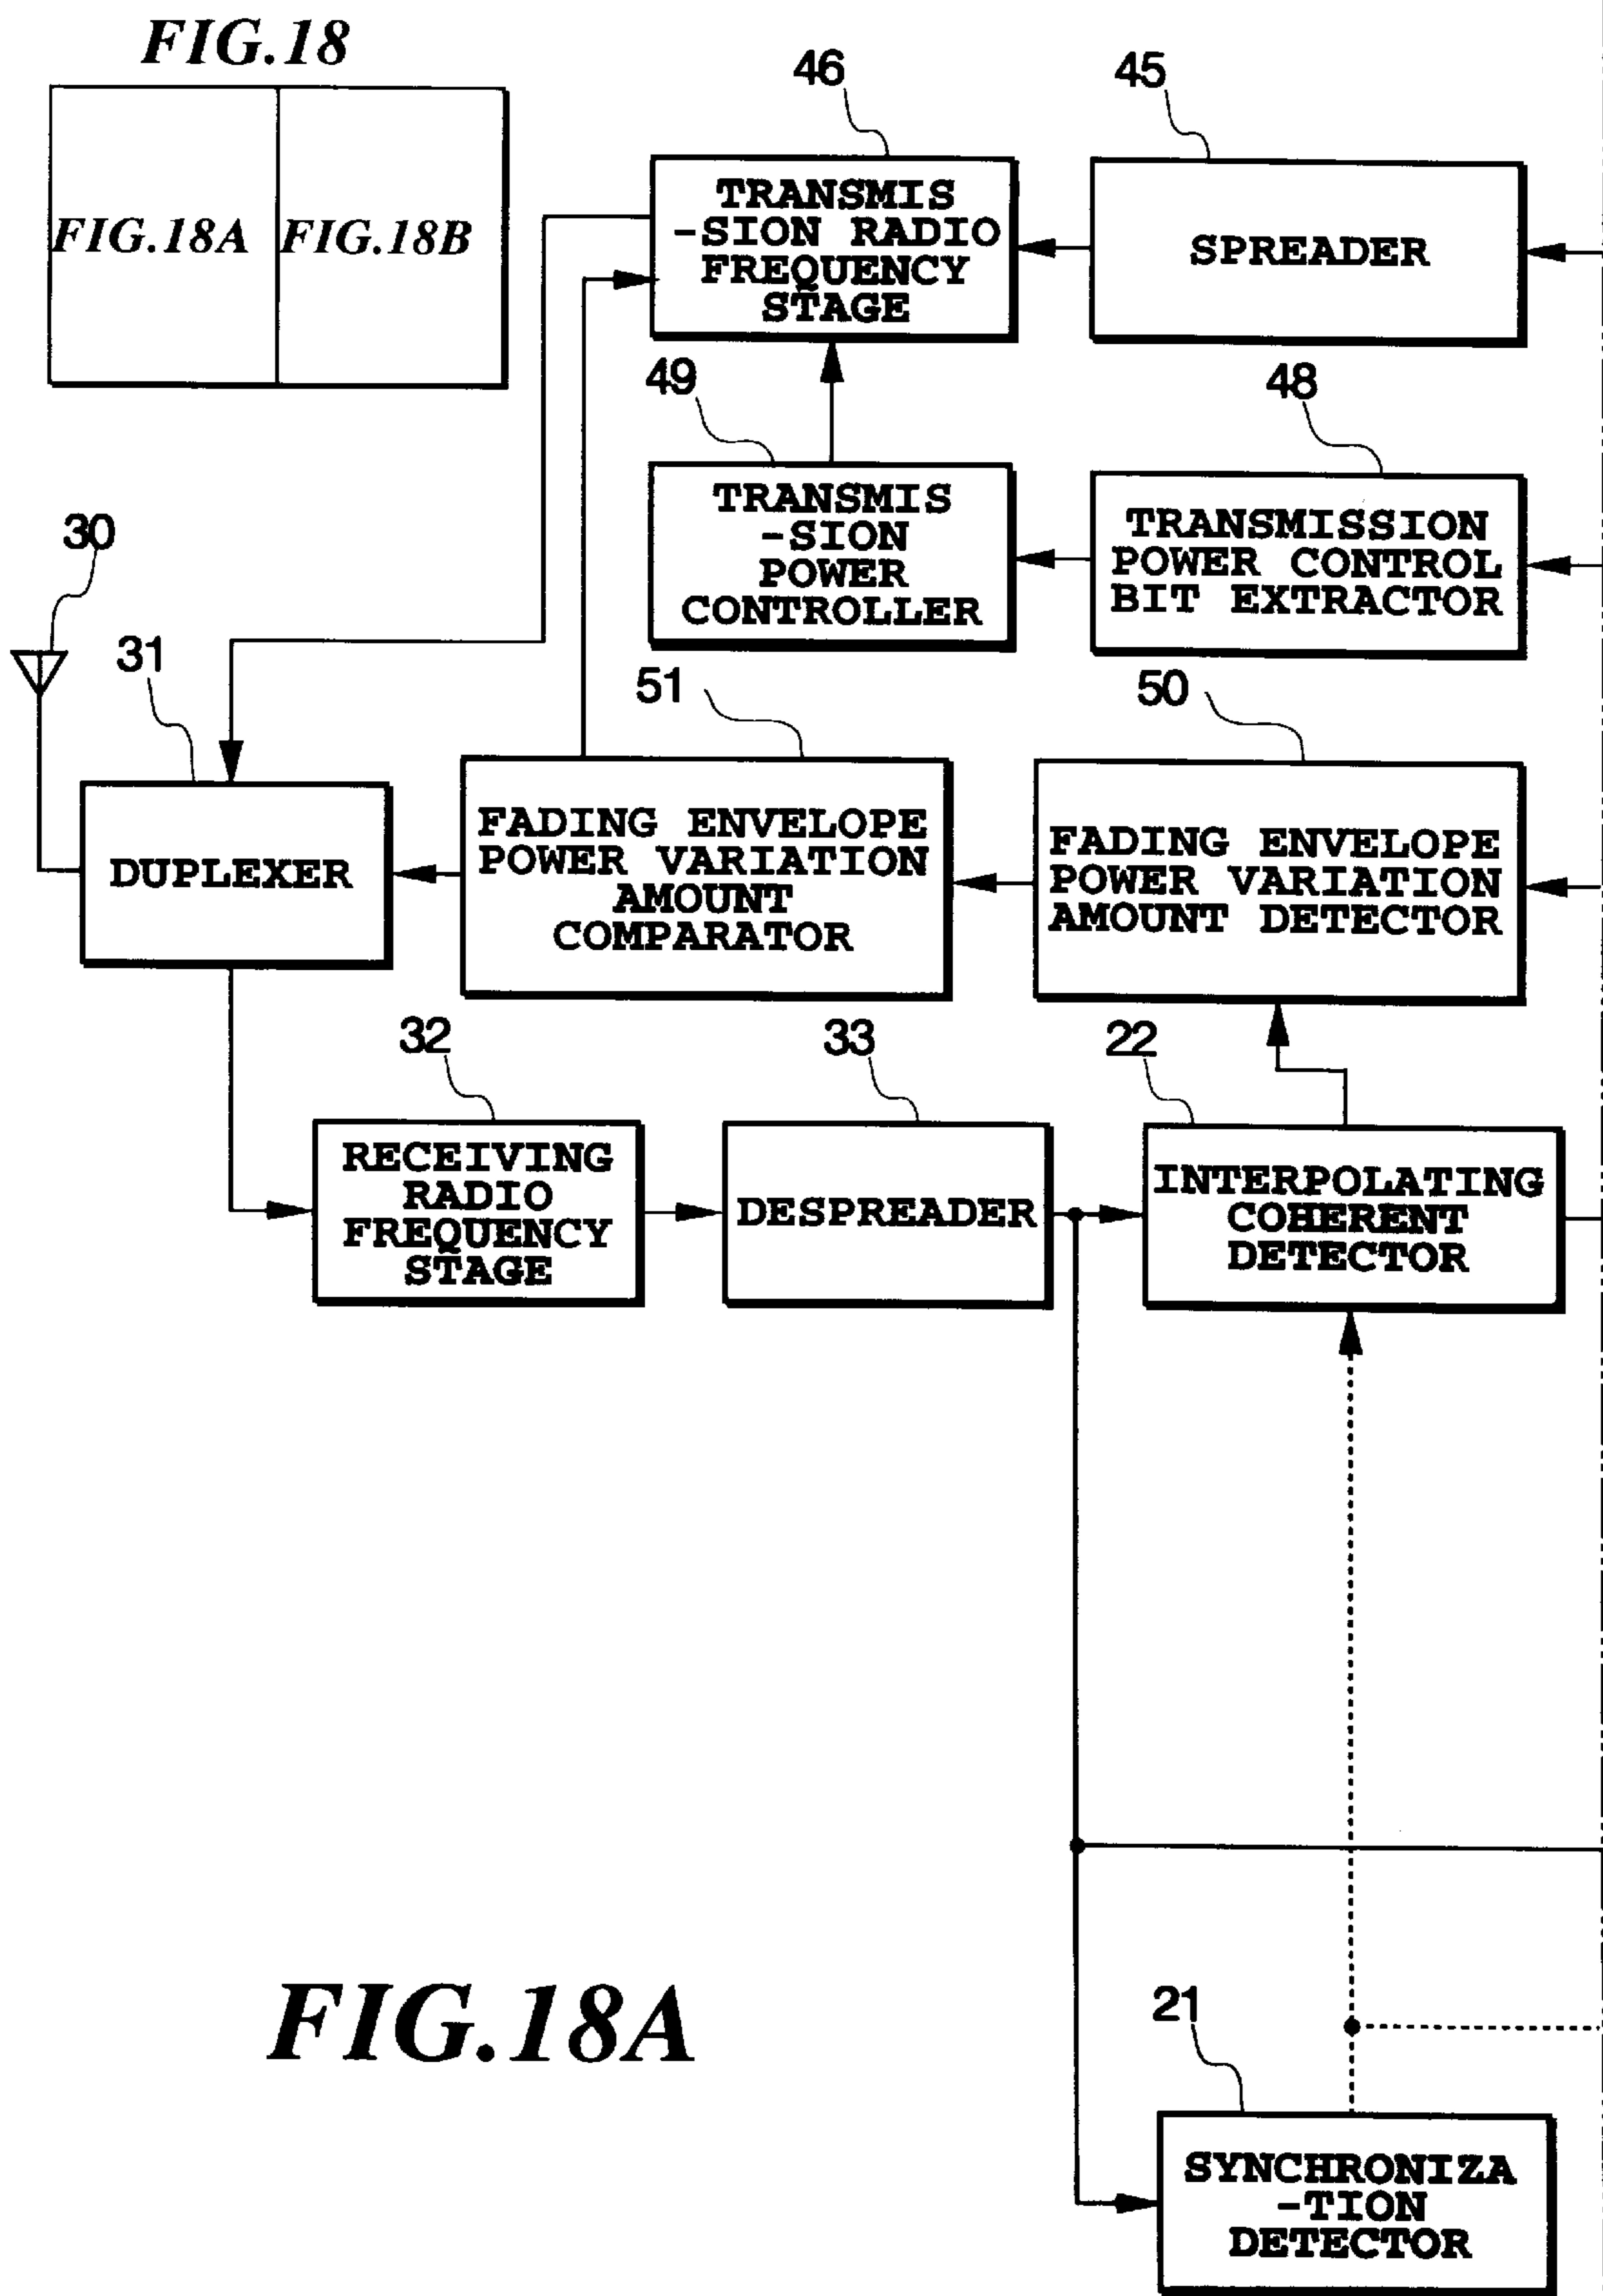 FIG.18
FIG.18A
FIG.18B
46
TRANSMIS
-SION RADIO
FREQUENCY
STAGE
45
SPREADER
49
TRANSMIS
-SION
POWER
CONTROLLER
48
TRANSMISSION
POWER CONTROL
BIT EXTRACTOR
30
31
DUPLEXER
51
FADING ENVELOPE
POWER VARIATION
AMOUNT
COMPARATOR
50
FADING ENVELOPE
POWER VARIATION
AMOUNT DETECTOR
32
RECEIVING
RADIO
FREQUENCY
STAGE
33
DESPREADER
22
INTERPOLATING
COHERENT
DETECTOR
FIG.18A
21
SYNCHRONIZA
-TION
DETECTOR